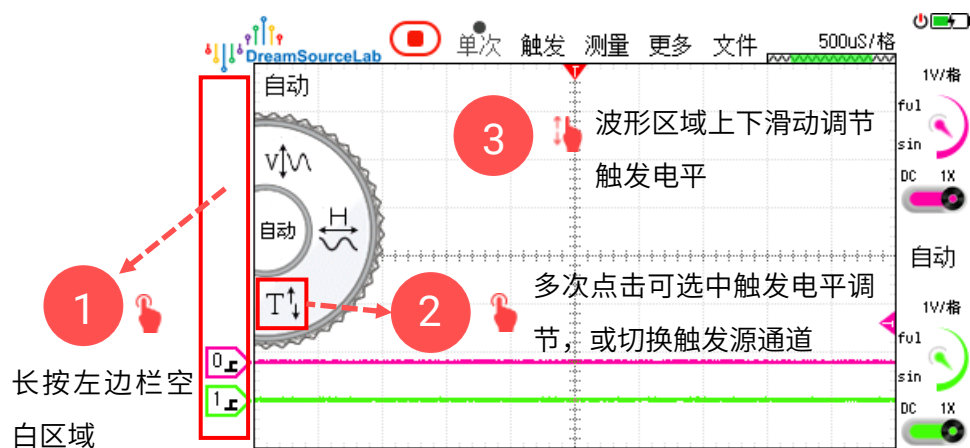 DreamSourceLab
单次 触发 测量 更多 文件
500uS/格
自动
T
1V/格
ful
sin
DC 1X
3
波形区域上下滑动调节
触发电平
V
自动
H
自动
T
1
2
多次点击可选中触发电平调
节，或切换触发源通道
1V/格
ful
sin
DC 1X
0
1
长按左边栏空
白区域